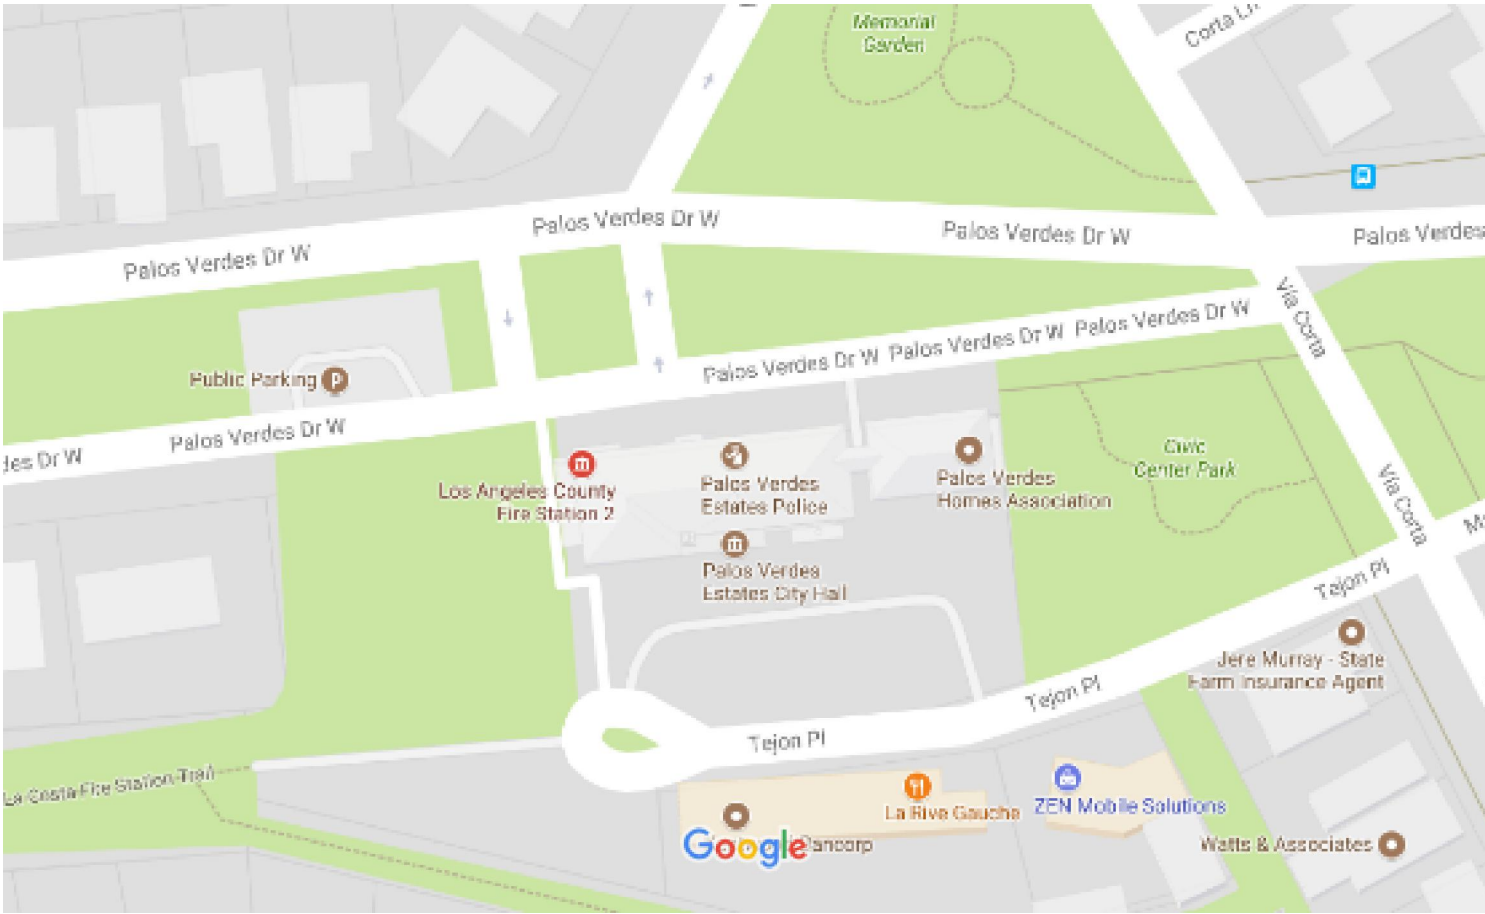 Memorial
Garden
Corta Ln
Palos Verdes Dr W
Palos Verdes Dr W
Palos Verdes Dr W
Palos Verdes
Via Corta
Palos Verdes Dr W
Palos Verdes Dr W
Palos Verdes Dr W
Public Parking
P
Palos Verdes Dr W
des Dr W
Civic
Center Park
Via Corta
Los Angeles County
Fire Station 2
Palos Verdes
Estates Police
Palos Verdes
Homes Association
Palos Verdes
Estates City Hall
Tejon Pl
Jere Murray - State
Farm Insurance Agent
Tejon Pl
Tejon Pl
La Costa Fire Station Trail
La Rive Gauche
ZEN Mobile Solutions
Google
Bancorp
Watts & Associates